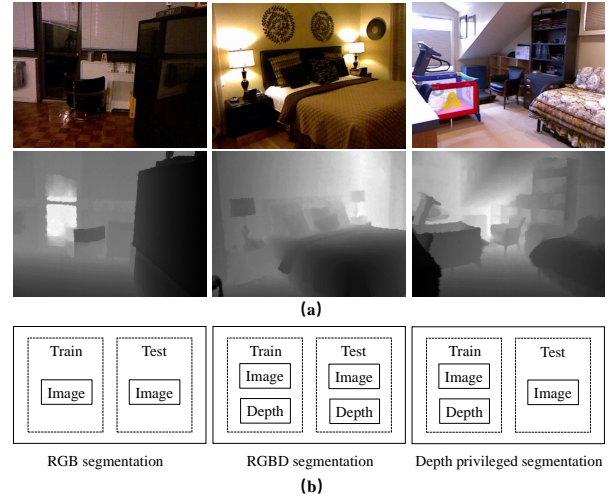 (a)
Train
Test
Image
Image
RGB segmentation
Train
Test
Image
Image
Depth
Depth
RGBD segmentation
Train
Test
Image
Image
Depth
Depth privileged segmentation
(b)